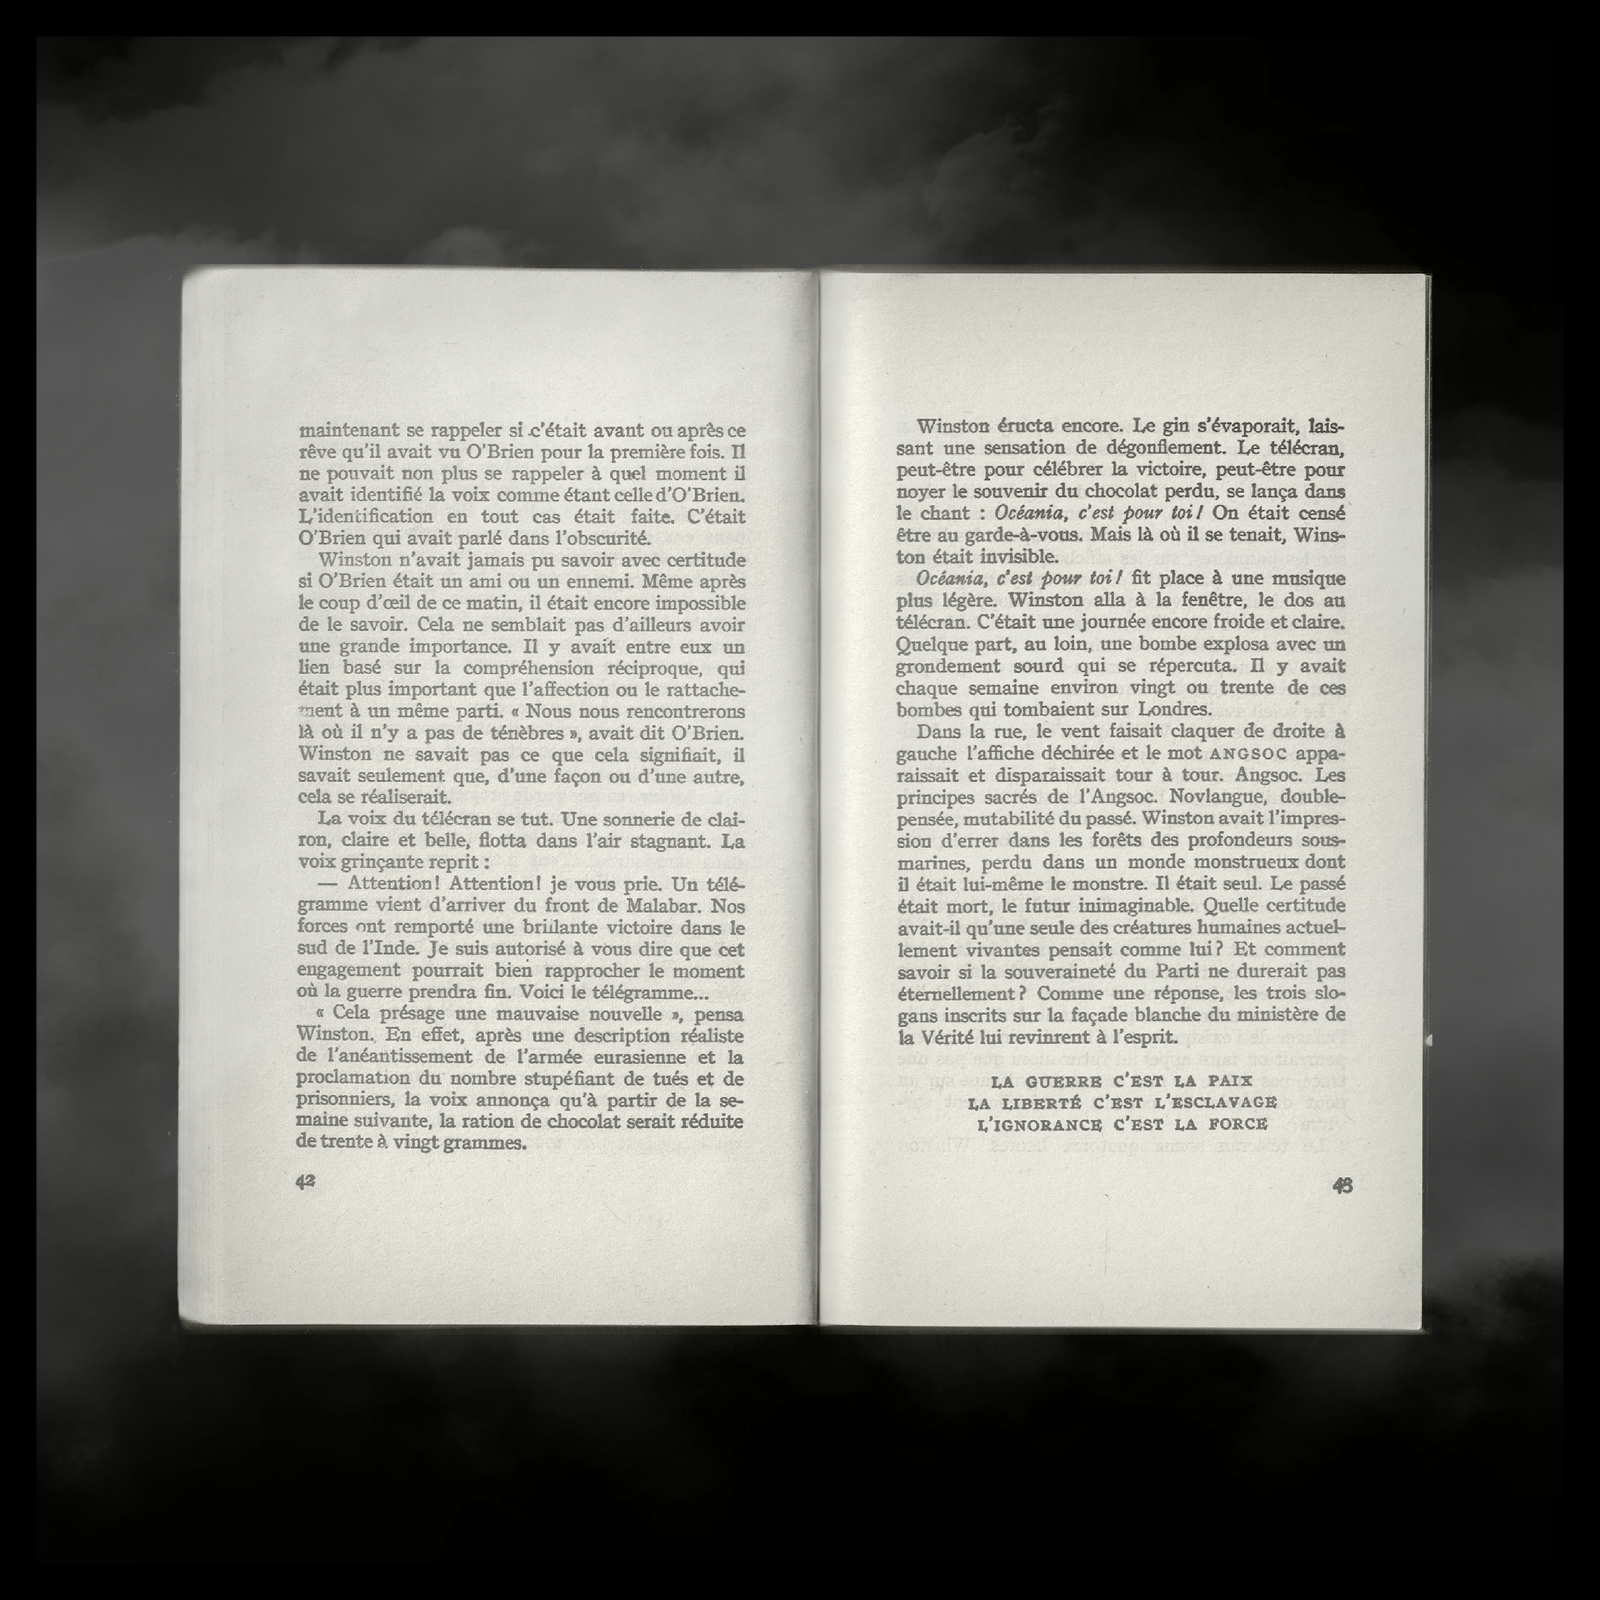 maintenant se rappeler si c'était avant ou après ce
rêve qu'il avait vu O'Brien pour la première fois. Il
ne pouvait non plus se rappeler à quel moment il
avait identifié la voix comme étant celle d'O'Brien.
L'identification en tout cas était faite. C'était
O'Brien qui avait parlé dans l'obscurité.
Winston n'avait jamais pu savoir avec certitude
si O'Brien était un ami ou un ennemi. Même après
le coup d'œil de ce matin, il était encore impossible
de le savoir. Cela ne semblait pas d'ailleurs avoir
une grande importance. Il y avait entre eux un
lien basé sur la compréhension réciproque, qui
était plus important que l'affection ou le rattache-
ment à un même parti. « Nous nous rencontrerons
là où il n'y a pas de ténèbres », avait dit O'Brien.
Winston ne savait pas ce que cela signifiait, il
savait seulement que, d'une façon ou d'une autre,
cela se réaliserait.
La voix du télécran se tut. Une sonnerie de clai-
ron, claire et belle, flotta dans l'air stagnant. La
voix grinçante reprit :
— Attention! Attention! je vous prie. Un télé-
gramme vient d'arriver du front de Malabar. Nos
forces ont remporté une brillante victoire dans le
sud de l'Inde. Je suis autorisé à vous dire que cet
engagement pourrait bien rapprocher le moment
où la guerre prendra fin. Voici le télégramme...
« Cela présage une mauvaise nouvelle », pensa
Winston. En effet, après une description réaliste
de l'anéantissement de l'armée eurasienne et la
proclamation du nombre stupéfiant de tués et de
prisonniers, la voix annonça qu'à partir de la se-
maine suivante, la ration de chocolat serait réduite
de trente à vingt grammes.
42
Winston éructa encore. Le gin s'évaporait, lais-
sant une sensation de dégonflement. Le télécran,
peut-être pour célébrer la victoire, peut-être pour
noyer le souvenir du chocolat perdu, se lança dans
le chant : Océania, c'est pour toi! On était censé
être au garde-à-vous. Mais là où il se tenait, Wins-
ton était invisible.
Océania, c'est pour toi! fit place à une musique
plus légère. Winston alla à la fenêtre, le dos au
télécran. C'était une journée encore froide et claire.
Quelque part, au loin, une bombe explosa avec un
grondement sourd qui se répercuta. Il y avait
chaque semaine environ vingt ou trente de ces
bombes qui tombaient sur Londres.
Dans la rue, le vent faisait claquer de droite à
gauche l'affiche déchirée et le mot ANGSOC appa-
raissait et disparaissait tour à tour. Angsoc. Les
principes sacrés de l'Angsoc. Novlangue, double-
pensée, mutabilité du passé. Winston avait l'impres-
sion d'errer dans les forêts des profondeurs sous-
marines, perdu dans un monde monstrueux dont
il était lui-même le monstre. Il était seul. Le passé
était mort, le futur inimaginable. Quelle certitude
avait-il qu'une seule des créatures humaines actuel-
lement vivantes pensait comme lui? Et comment
savoir si la souveraineté du Parti ne durerait pas
éternellement? Comme une réponse, les trois slo-
gans inscrits sur la façade blanche du ministère de
la Vérité lui revinrent à l'esprit.
LA GUERRE C'EST LA PAIX
LA LIBERTÉ C'EST L'ESCLAVAGE
L'IGNORANCE C'EST LA FORCE
43